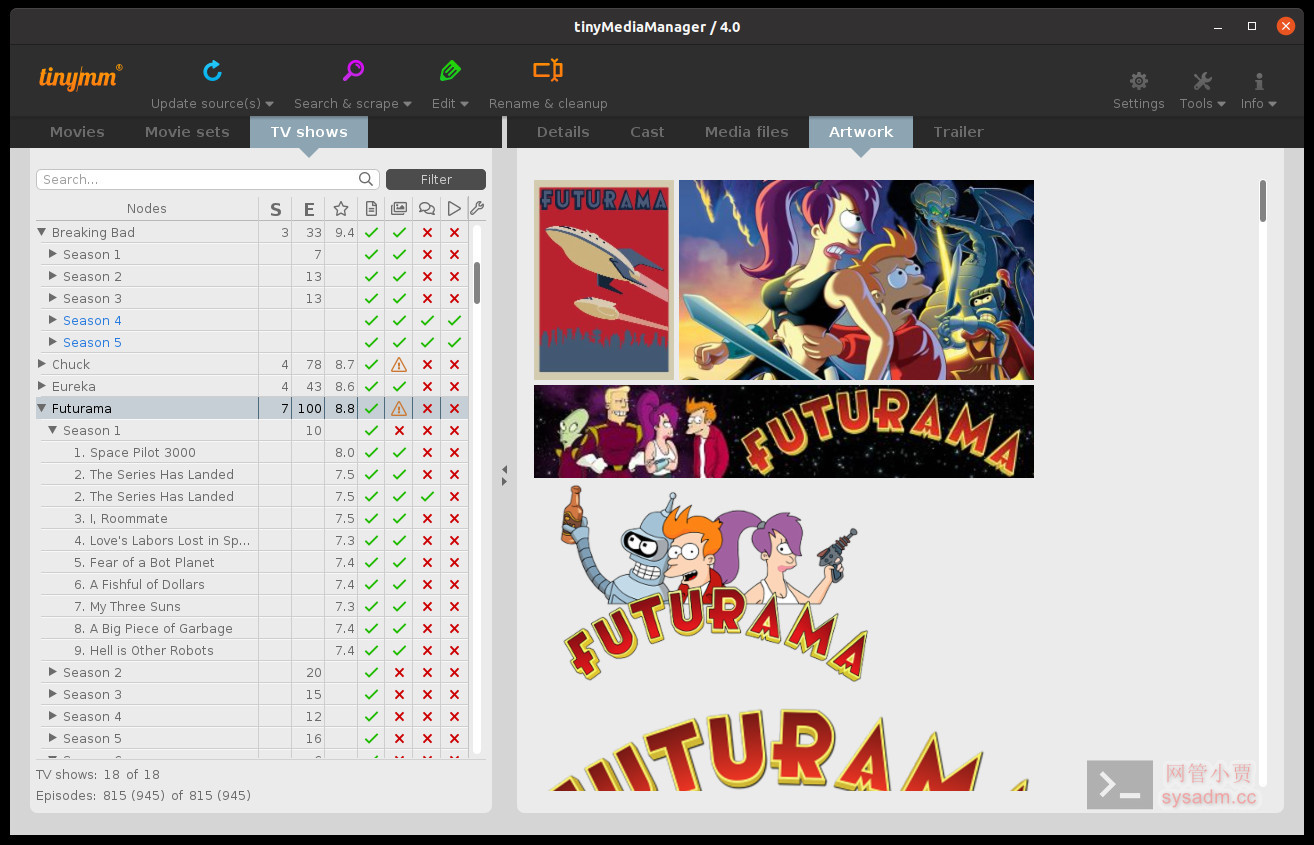 tinyMediaManager / 4.0
tinymm®
Update source(s)
Search & scrape
Edit
Rename & cleanup
Settings
Tools
Info
Movies
Movie sets
TV shows
Details
Cast
Media files
Artwork
Trailer
Search...
Filter
Nodes S E
Breaking Bad 3 33 9.4
Season 1 7
Season 2 13
Season 3 13
Season 4
Season 5
Chuck 4 78 8.7
Eureka 4 43 8.6
Futurama 7 100 8.8
Season 1 10
1. Space Pilot 3000 8.0
2. The Series Has Landed 7.5
2. The Series Has Landed 7.5
3. I, Roommate 7.5
4. Love's Labors Lost in Sp... 7.3
5. Fear of a Bot Planet 7.4
6. A Fishful of Dollars 7.4
7. My Three Suns 7.3
8. A Big Piece of Garbage 7.4
9. Hell is Other Robots 7.4
Season 2 20
Season 3 15
Season 4 12
Season 5 16
TV shows: 18 of 18
Episodes: 815 (945) of 815 (945)
FUTURAMA
FUTURAMA
FUTURAMA
FUTURAMA
网管小贾
sysadm.cc